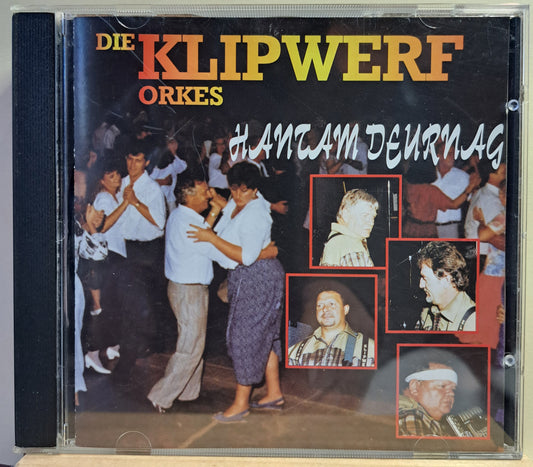 DIE KLIPWERF
ORKES
HANTAM DEURNAG